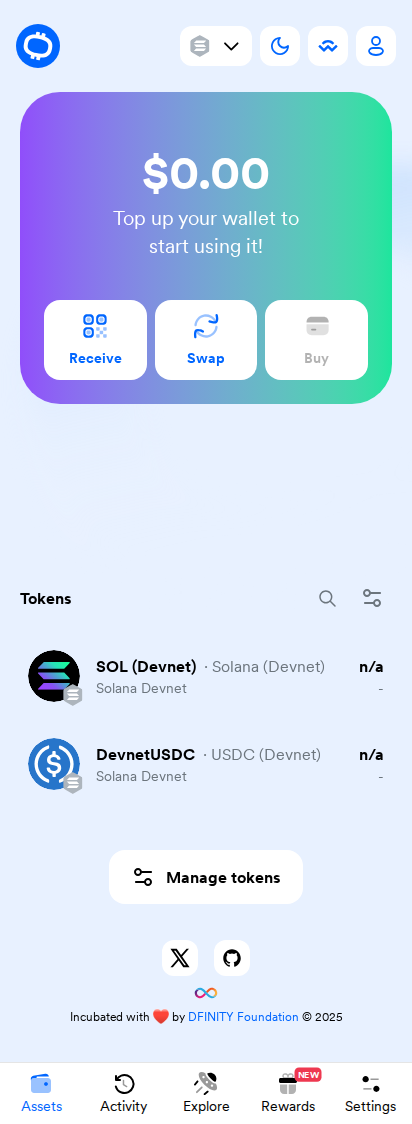 $0.00
Top up your wallet to
start using it!
Receive
Swap
Buy
Tokens
SOL (Devnet) · Solana (Devnet) n/a
Solana Devnet -
DevnetUSDC · USDC (Devnet) n/a
Solana Devnet -
Manage tokens
Incubated with ❤️ by DFINITY Foundation © 2025
NEW
Assets
Activity
Explore
Rewards
Settings